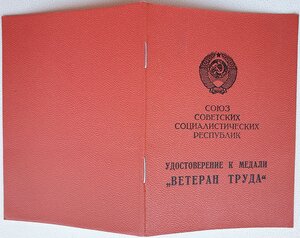 СОЮЗ
СОВЕТСКИХ
СОЦИАЛИСТИЧЕСКИХ
РЕСПУБЛИК
УДОСТОВЕРЕНИЕ К МЕДАЛИ
„ВЕТЕРАН ТРУДА“